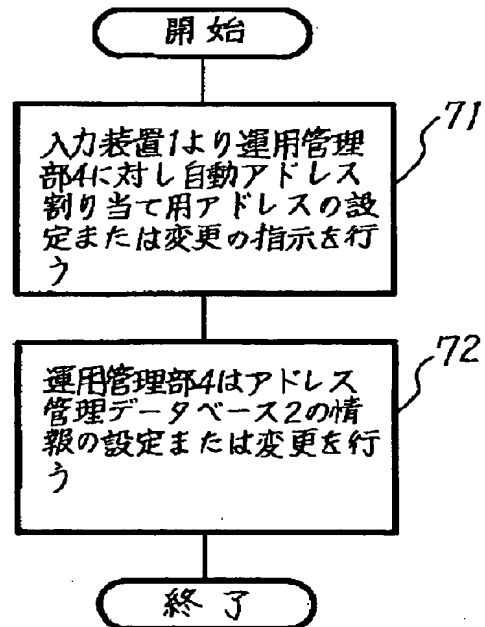 開始
71
入力装置1より運用管理
部4に対し自動アドレス
割り当て用アドレスの設
定または変更の指示を行
う
72
運用管理部4はアドレス
管理データベース2の情
報の設定または変更を行
う
終了